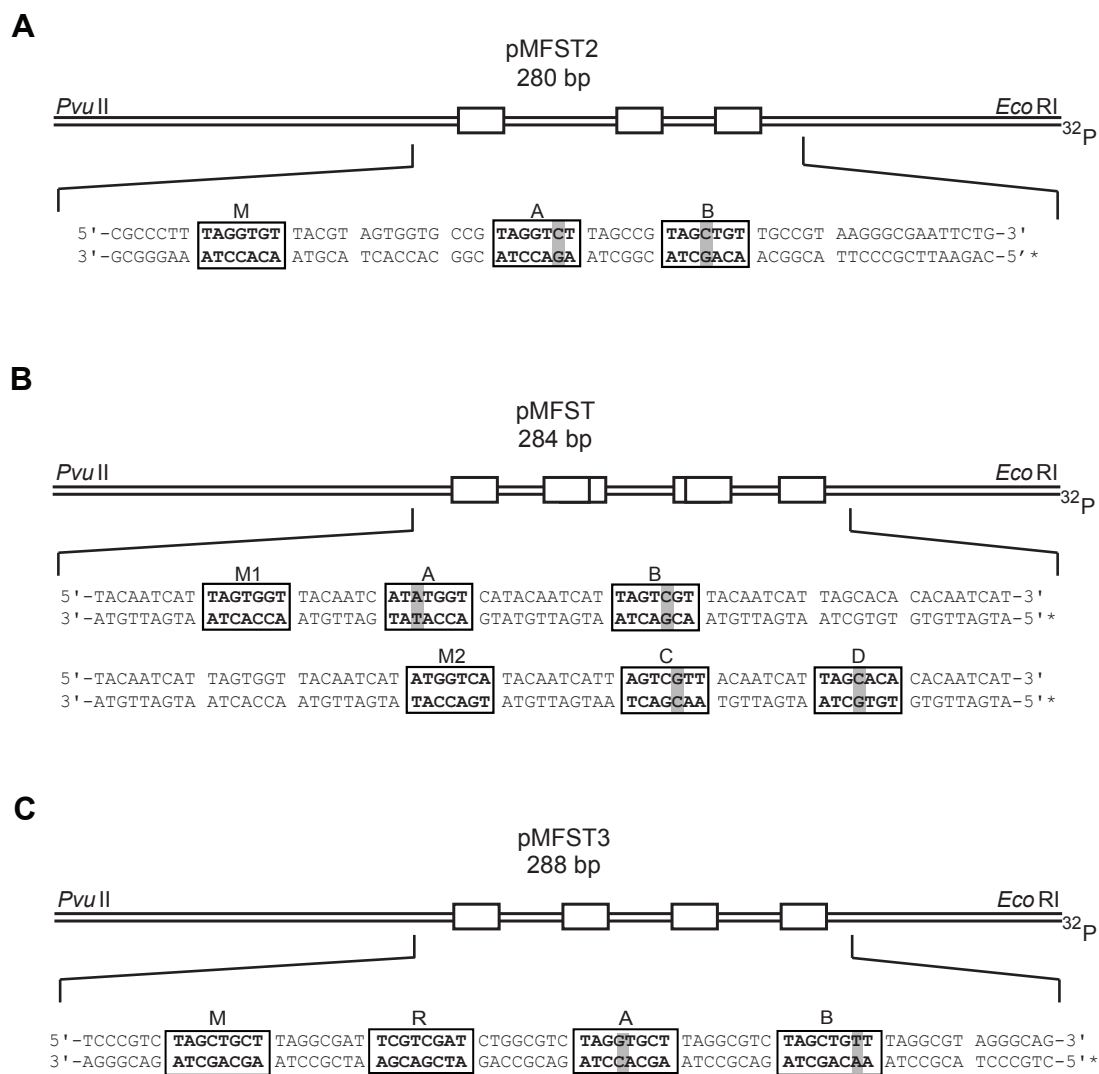 A
pMFST2
280 bp
Pvu II
Eco RI
32P
M A B
5'-CGCCCTT TAGGTGT TACGT AGTGGTG CCG TAGGTCT TAGCCG TAGCTGT TGCCGT AAGGGCGAATTCTG-3'
3'-GCGGGAA ATCCACA ATGCA TCACCAC GGC ATCCAGA ATCGGC ATCGACA ACGGCA TTCCCGCTTAAGAC-5'*
B
pMFST
284 bp
Pvu II
Eco RI
32P
M1 A B
5'-TACAATCAT TAGTGGT TACAATC ATATGGT CATACAATCAT TAGTCGT TACAATCAT TAGCACA CACAATCAT-3'
3'-ATGTTAGTA ATCACCA ATGTTAG TATACCA GTATGTTAGTA ATCAGCA ATGTTAGTA ATCGTGT GTGTTAGTA-5'*
M2 C D
5'-TACAATCAT TAGTGGT TACAATCAT ATGGTCA TACAATCATT AGTCGTT ACAATCAT TAGCACA CACAATCAT-3'
3'-ATGTTAGTA ATCACCA ATGTTAGTA TACCAGT ATGTTAGTAA TCAGCAA TGTTAGTA ATCGTGT GTGTTAGTA-5'*
C
pMFST3
288 bp
Pvu II
Eco RI
32P
M R A B
5'-TCCCGTC TAGCTGCT TAGGCGAT TCGTCGAT CTGGCGTC TAGGTGCT TAGGCGTC TAGCTGTT TAGGCGT AGGGCAG-3'
3'-AGGGCAG ATCGACGA ATCCGCTA AGCAGCTA GACCGCAG ATCCACGA ATCCGCAG ATCGACAA ATCCGCA TCCCGTC-5'*